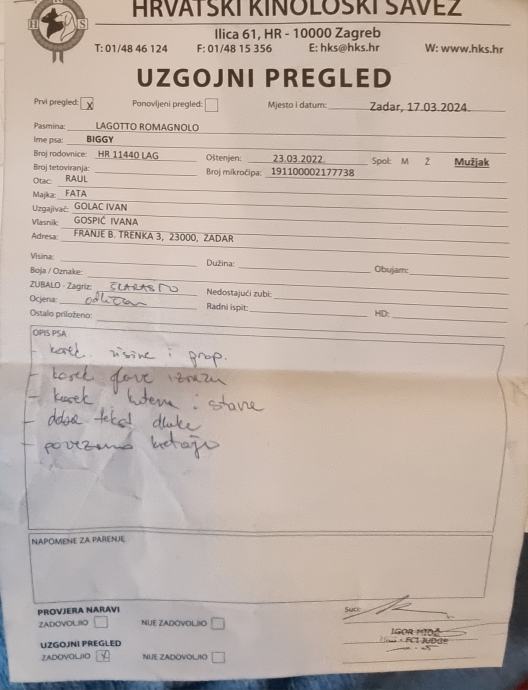 HRVATSKI KINOLOŠKI SAVEZ
Ilica 61, HR - 10000 Zagreb
T: 01/48 46 124 F: 01/48 15 356 E: hks@hks.hr W: www.hks.hr
UZGOJNI PREGLED
Prvi pregled: X Ponovljeni pregled: Mjesto i datum: Zadar, 17.03.2024.
Pasmina: LAGOTTO ROMAGNOLO
Ime psa: BIGGY
Broj rodovnice: HR 11440 LAG Oštenjen: 23.03.2022. Spol: M Ž Mužjak
Broj tetoviranja: Broj mikročipa: 191100002177738
Otac: RAUL
Majka: FATA
Uzgajivač: GOLAC IVAN
Vlasnik: GOSPIĆ IVANA
Adresa: FRANJE B. TRENKA 3, 23000, ZADAR
Visina: Dužina: Obujam:
Boja / Oznake:
ZUBALO - Zagriz: ŠKARASTO Nedostajući zubi:
Ocjena: odličan Radni ispit: HD:
Ostalo priloženo:
OPIS PSA
- korek. visine i prop.
- korek glave izraza
- korek kutova i stave
- dobra tekst dlake
- povezano
NAPOMENE ZA PARENJE
PROVJERA NARAVI
ZADOVOLJIO NIJE ZADOVOLJIO
Sudac
IGOR
FCI JUDGE
UZGOJNI PREGLED
ZADOVOLJIO X NIJE ZADOVOLJIO